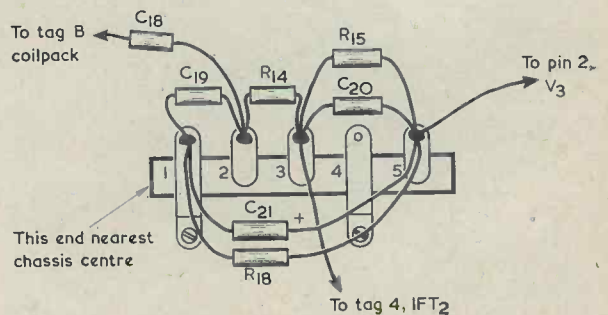 C18
To tag B
coilpack
R15
To pin 2,
V3
C19
R14
C20
1
2
3
4
5
C21
+
This end nearest
chassis centre
R18
To tag 4, IFT2